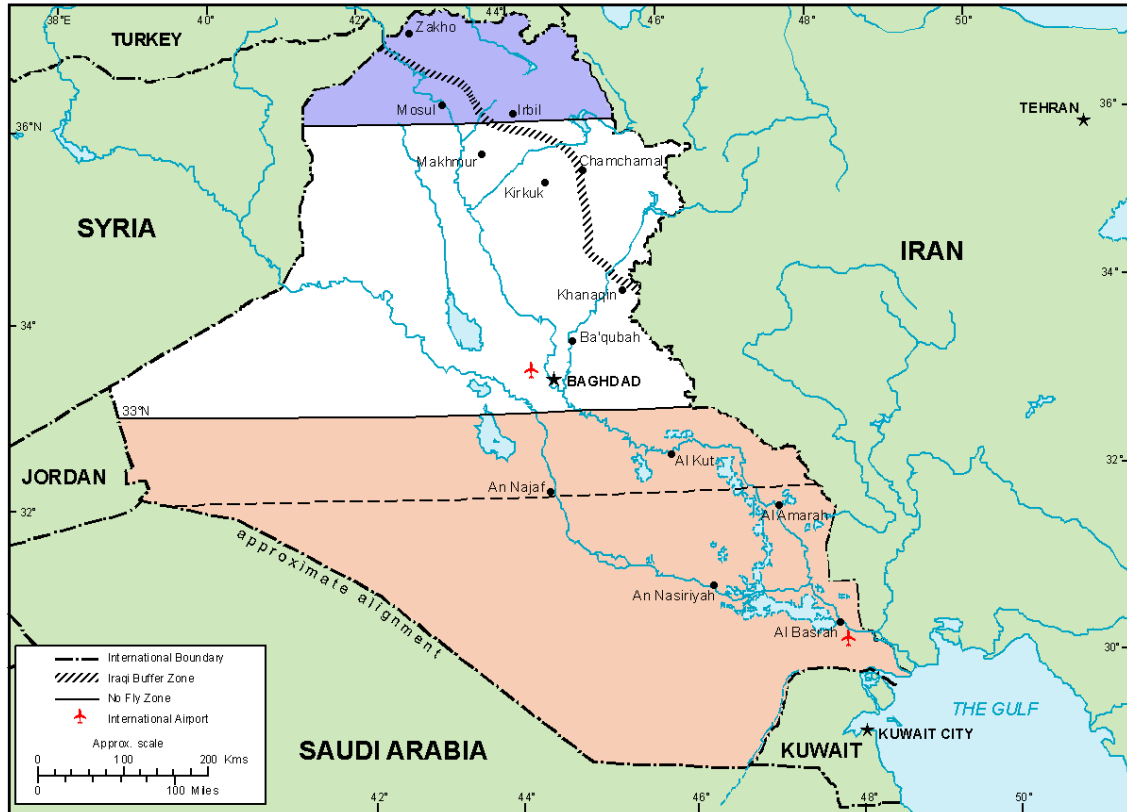 38°E
40°
42°
44°
46°
48°
50°
TURKEY
Zakho
Mosul
Irbil
TEHRAN
36°
36°N
Makhmur
Chamchamal
Kirkuk
SYRIA
IRAN
34°
Khanaqin
34°
Ba'qubah
BAGHDAD
33°N
JORDAN
Al Kut
32°
An Najaf
32°
Al Amarah
approximate alignment
An Nasiriyah
Al Basrah
30°
International Boundary
Iraqi Buffer Zone
No Fly Zone
International Airport
Approx. scale
0 100 200 Kms
0 100 Miles
THE GULF
SAUDI ARABIA
KUWAIT
KUWAIT CITY
42°
44°
46°
48°
50°